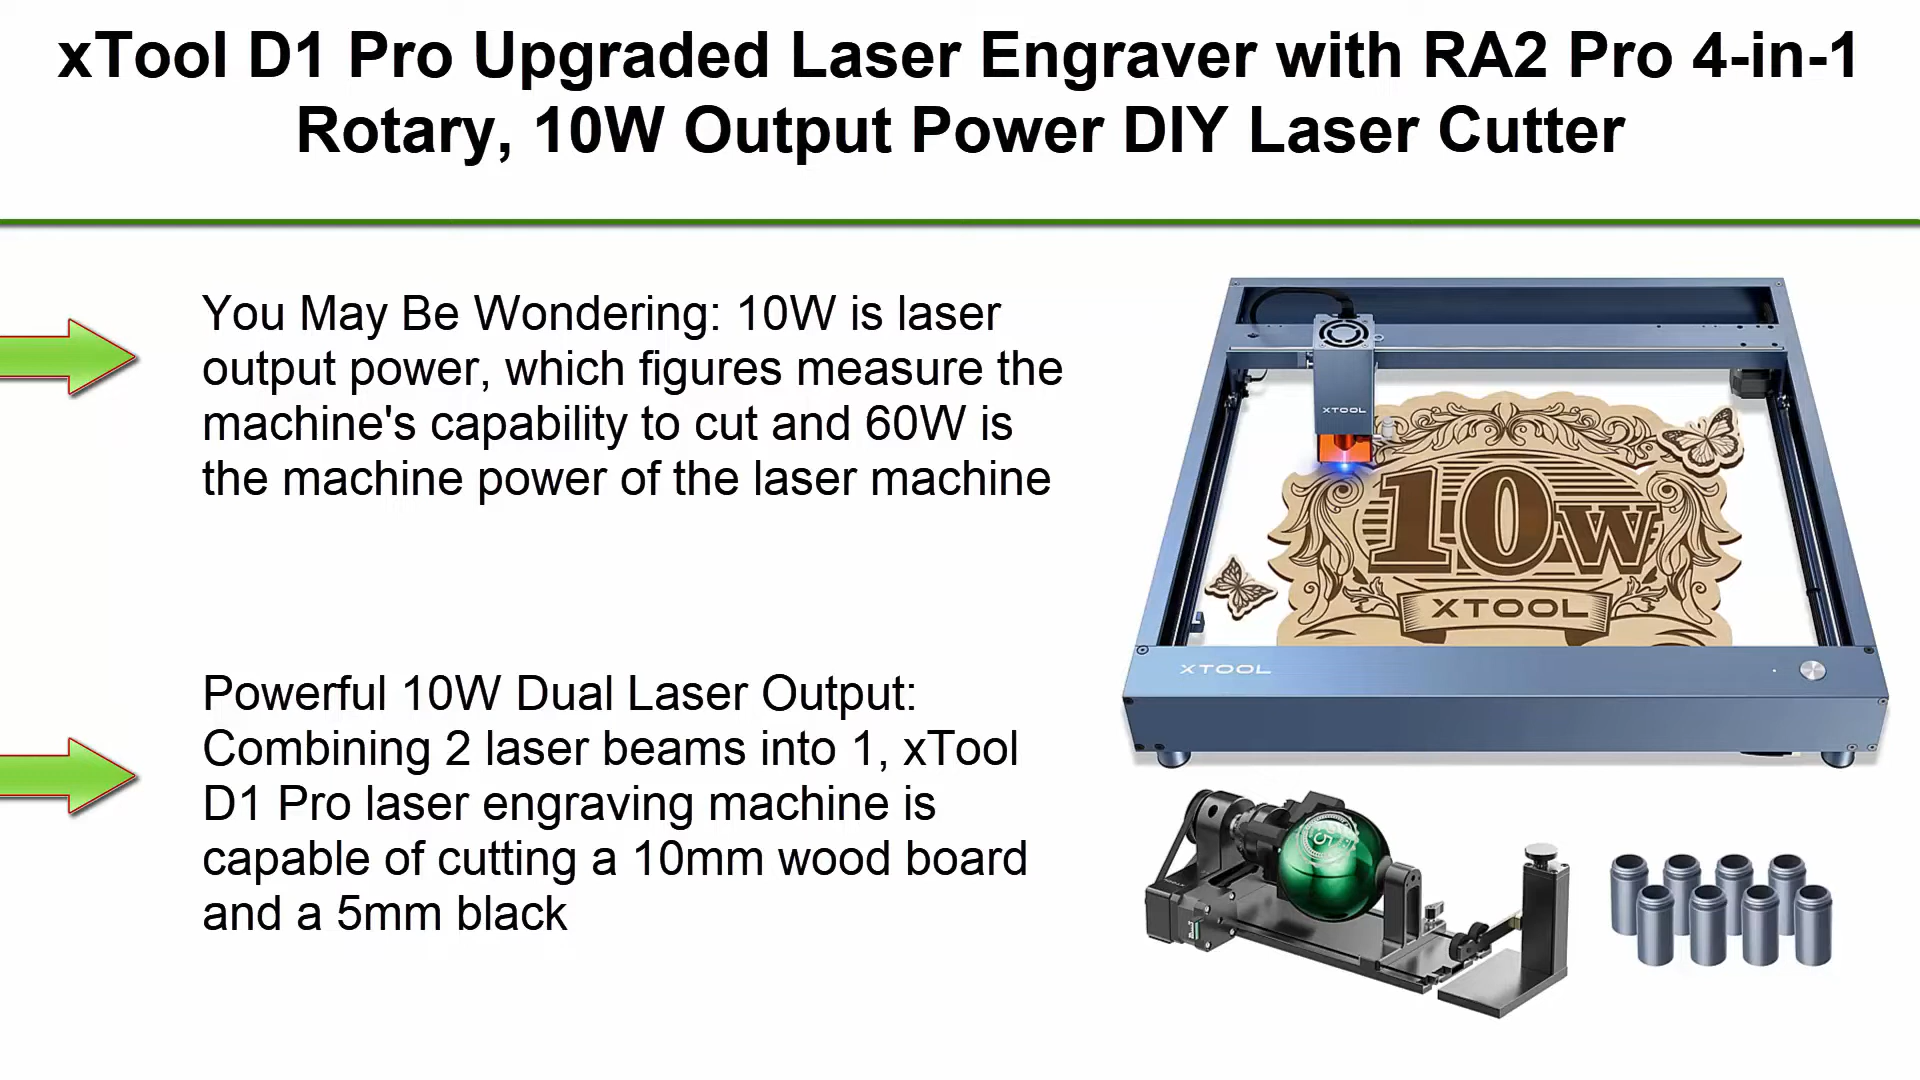 xTool D1 Pro Upgraded Laser Engraver with RA2 Pro 4-in-1
Rotary, 10W Output Power DIY Laser Cutter
You May Be Wondering: 10W is laser
output power, which figures measure the
machine's capability to cut and 60W is
the machine power of the laser machine
XTOOL
10W
XTOOL
XTOOL
Powerful 10W Dual Laser Output:
Combining 2 laser beams into 1, xTool
D1 Pro laser engraving machine is
capable of cutting a 10mm wood board
and a 5mm black